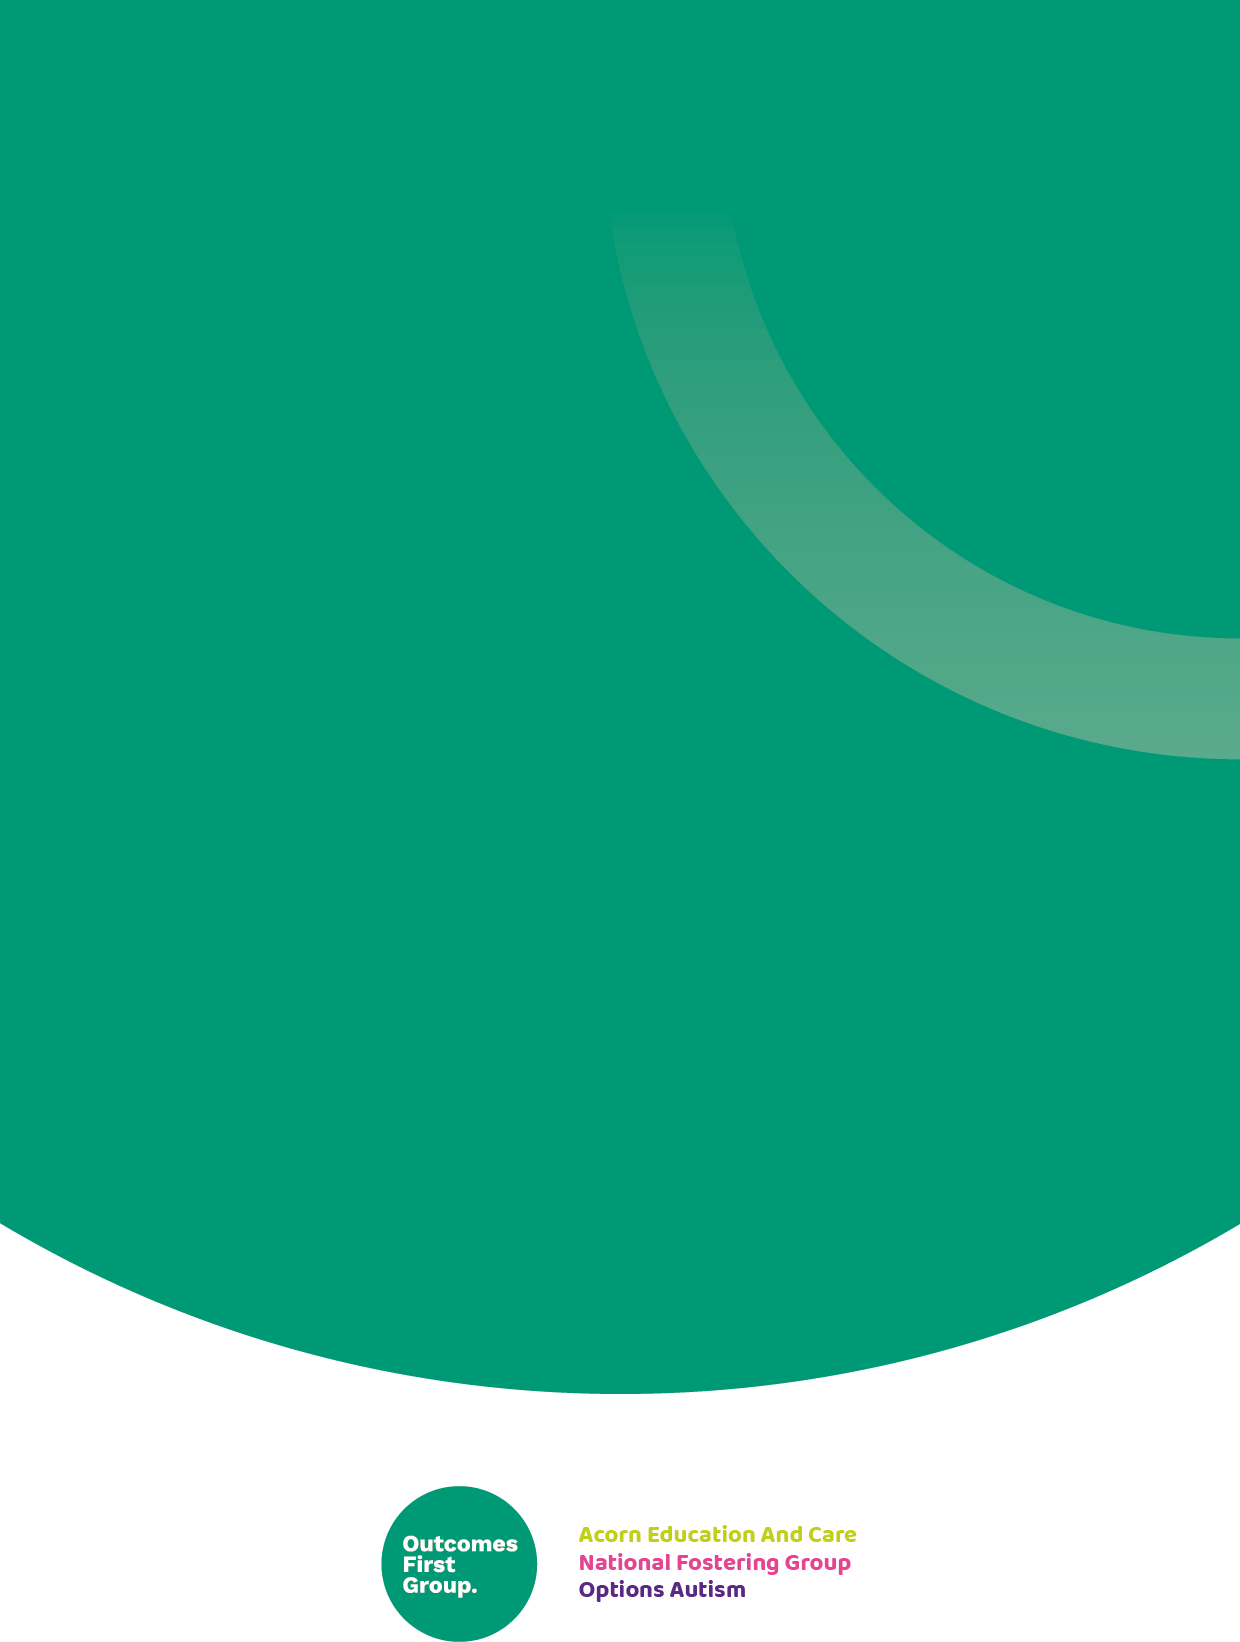 Outcomes
First
Group.
Acorn Education And Care
National Fostering Group
Options Autism